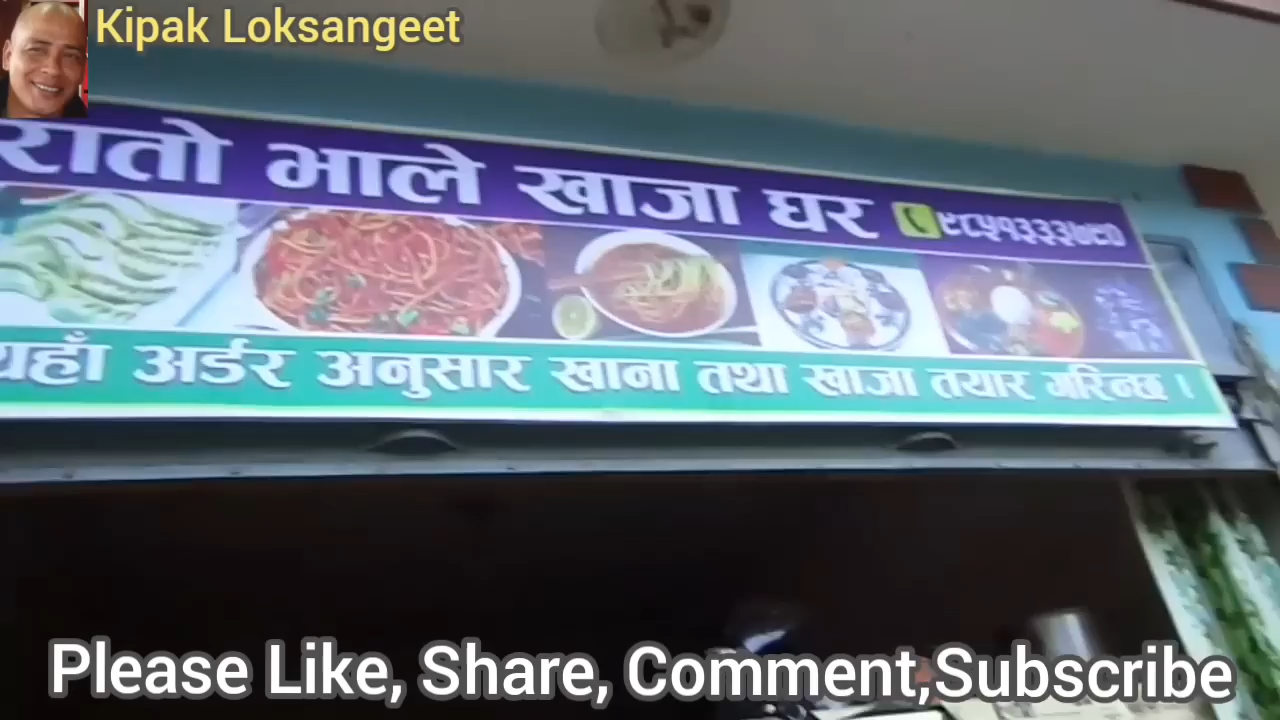 Kipak Loksangeet
रातो भाले खाजा घर
यहाँ अर्डर अनुसार खाना तथा खाजा तयार गरिन्छ ।
Please Like, Share, Comment,Subscribe